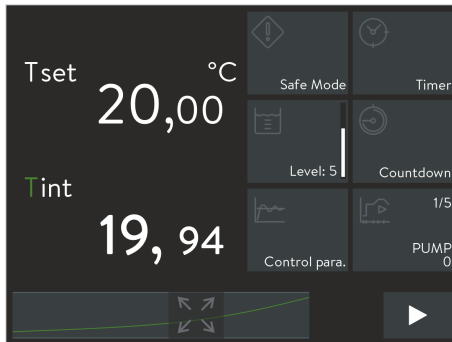 Tset
°C
20,00
Tint
19, 94
Safe Mode
Timer
Level: 5
Countdown
Control para.
1/5
PUMP
0